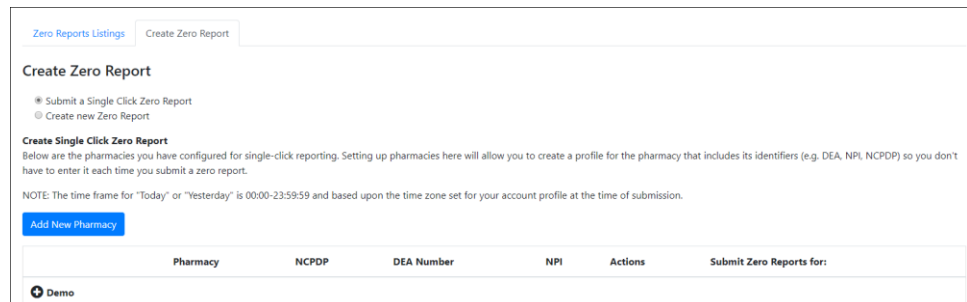 Zero Reports Listings Create Zero Report
Create Zero Report
Submit a Single Click Zero Report
Create new Zero Report
Create Single Click Zero Report
Below are the pharmacies you have configured for single-click reporting. Setting up pharmacies here will allow you to create a profile for the pharmacy that includes its identifiers (e.g. DEA, NPI, NCPDP) so you don't
have to enter it each time you submit a zero report.
NOTE: The time frame for "Today" or "Yesterday" is 00:00-23:59:59 and based upon the time zone set for your account profile at the time of submission.
Add New Pharmacy
Pharmacy NCPDP DEA Number NPI Actions Submit Zero Reports for:
Demo